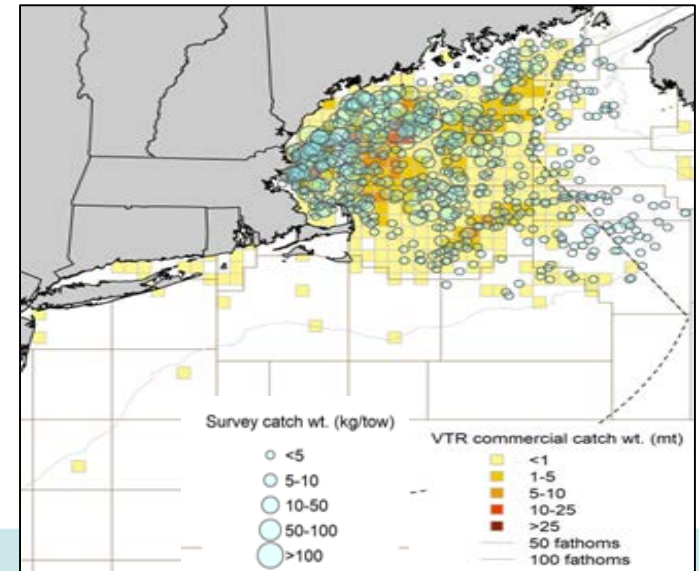 Survey catch wt. (kg/tow)
<5
5-10
10-50
50-100
>100
VTR commercial catch wt. (mt)
<1
1-5
5-10
10-25
>25
50 fathoms
100 fathoms